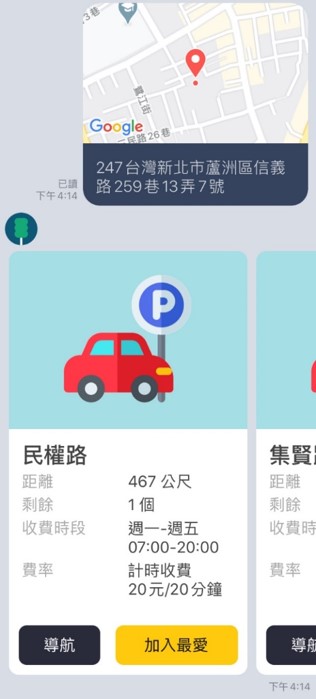 3巷
寶江街
Google
民路26巷
247台灣新北市蘆洲區信義
路259巷13弄7號
已讀
下午4:14
P
民權路
距離 467 公尺
剩餘 1 個
收費時段 週一-週五
07:00-20:00
費率 計時收費
20元/20分鐘
導航
加入最愛
集賢
距離
剩餘
收費時
費率
導航
下午4:14